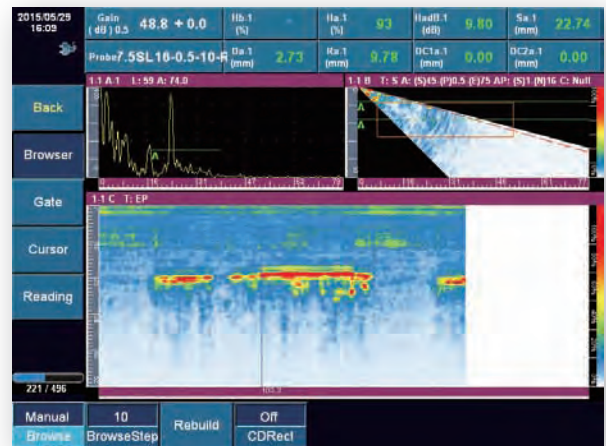 2015/05/29
16:09
Gain
( dB ) 0.5
48.8 + 0.0
Hb.1
(%)
Ha.1
(%)
93
HadB.1
(dB)
9.80
Sa.1
(mm)
22.74
Probe
7.5SL16-0.5-10-R
Da.1
(mm)
2.73
Ra.1
(mm)
9.78
DC1a.1
(mm)
0.00
DC2a.1
(mm)
0.00
1-1 A-1 L: 59 A: 74.0
1-1 B T: S A: (S)45 (P)0.5 (E)75 AP: (S)1 (N)16 C: Null
Back
Browser
Gate
Cursor
Reading
A
A
A
1-1 C T: EP
221 / 496
Manual
Browse
10
BrowseStep
Rebuild
Off
CDRect